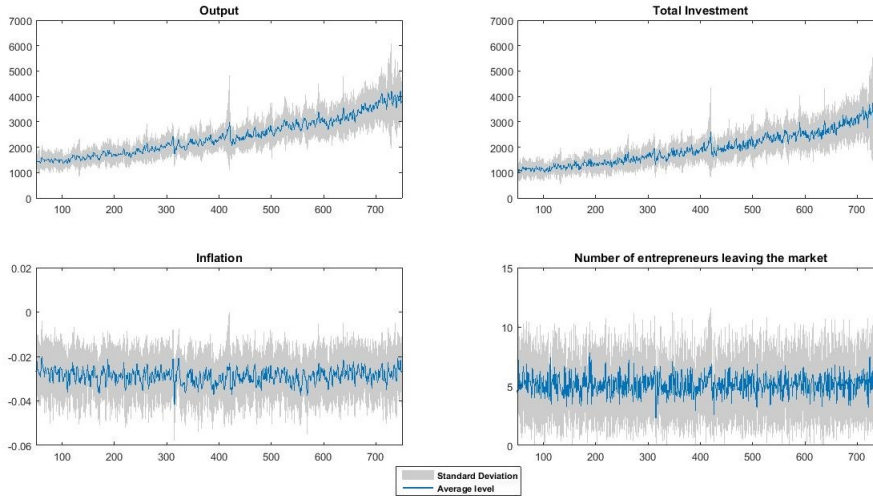 Output
7000
6000
5000
4000
3000
2000
1000
0
100 200 300 400 500 600 700
Total Investment
7000
6000
5000
4000
3000
2000
1000
0
100 200 300 400 500 600 700
Inflation
0.02
0
-0.02
-0.04
-0.06
100 200 300 400 500 600 700
Number of entrepreneurs leaving the market
15
10
5
0
100 200 300 400 500 600 700
Standard Deviation
Average level